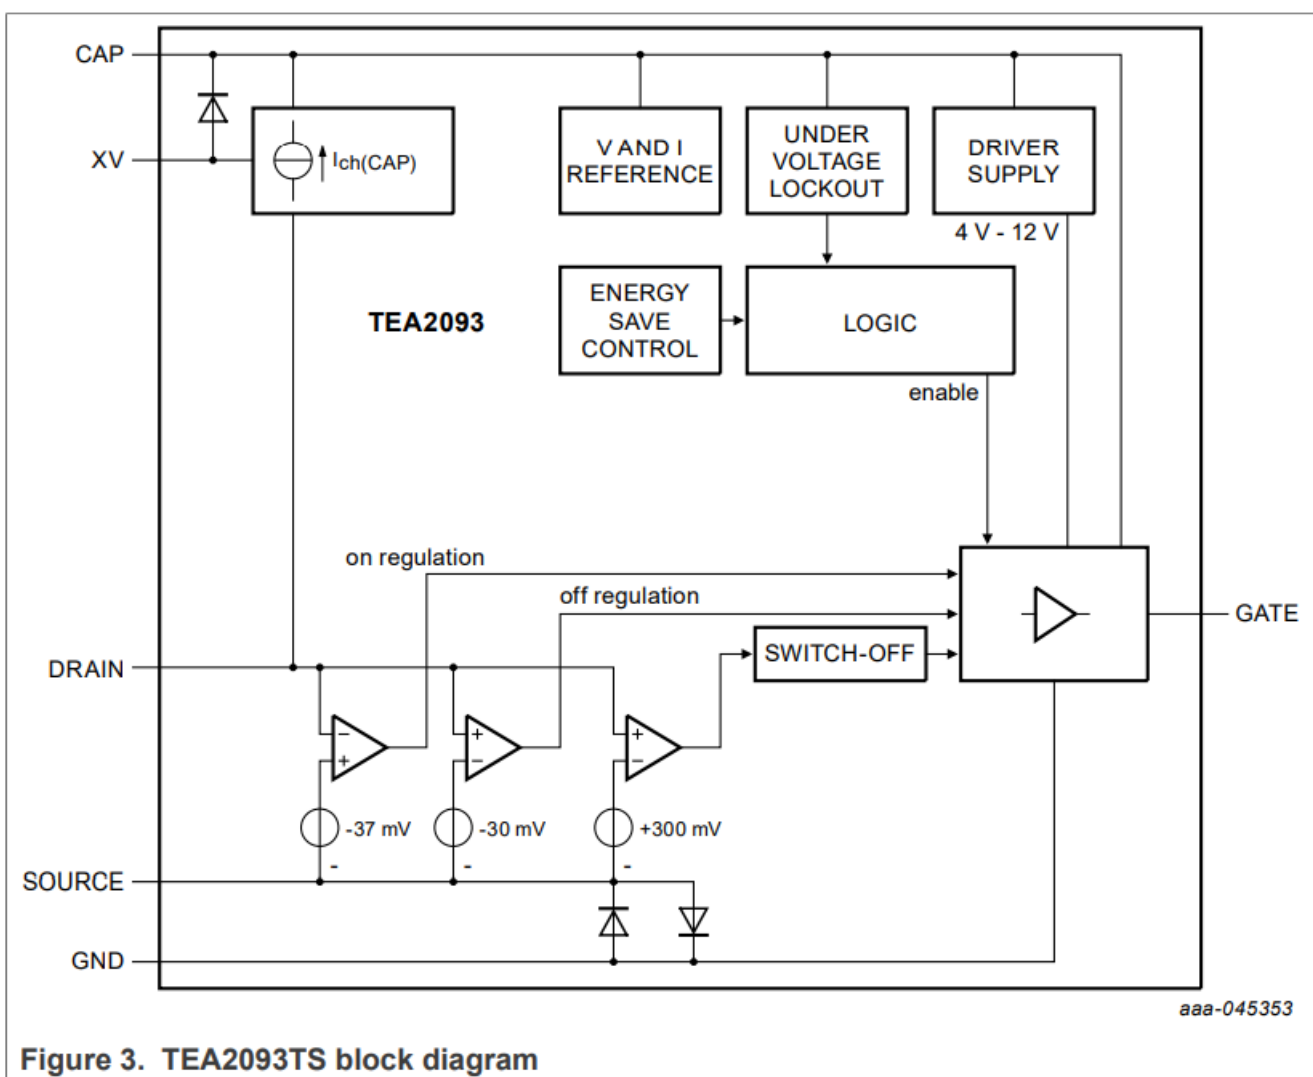 CAP
XV
Ich(CAP)
V AND I
REFERENCE
UNDER
VOLTAGE
LOCKOUT
DRIVER
SUPPLY
4 V - 12 V
TEA2093
ENERGY
SAVE
CONTROL
LOGIC
enable
on regulation
off regulation
SWITCH-OFF
GATE
DRAIN
- + + - + -
-37 mV
-30 mV
+300 mV
- - -
SOURCE
GND
aaa-045353
Figure 3. TEA2093TS block diagram